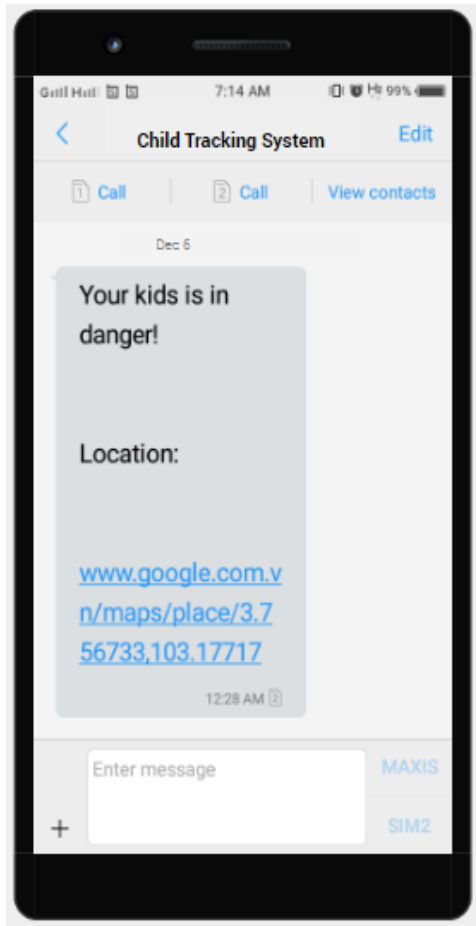 7:14 AM 99%
Child Tracking System Edit
1 Call 2 Call View contacts
Dec 6
Your kids is in
danger!
Location:
www.google.com.v
n/maps/place/3.7
56733,103.17717
12:28 AM 2
Enter message MAXIS
+ SIM2